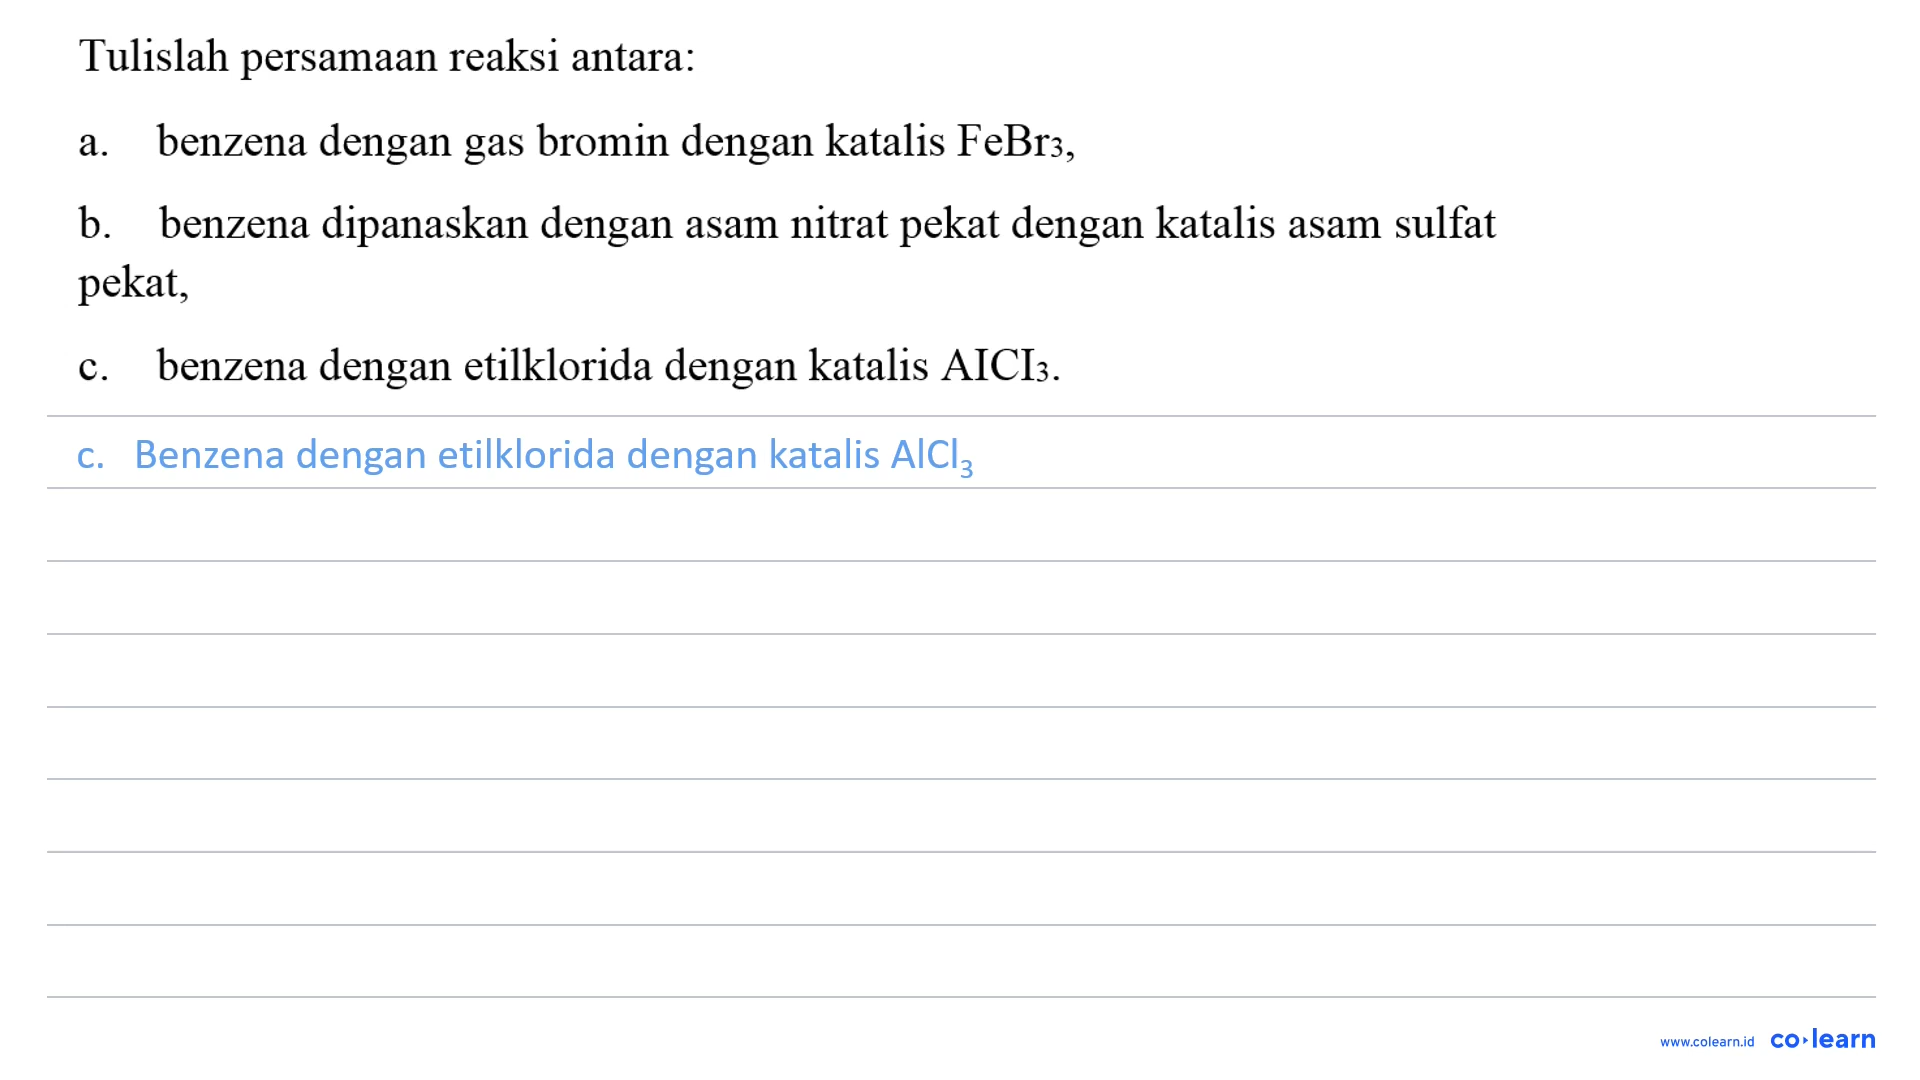 Tulislah persamaan reaksi antara:
a. benzena dengan gas bromin dengan katalis FeBr₃,
b. benzena dipanaskan dengan asam nitrat pekat dengan katalis asam sulfat
pekat,
c. benzena dengan etilklorida dengan katalis AICI₃.
c. Benzena dengan etilklorida dengan katalis AlCl₃
www.colearn.id co learn